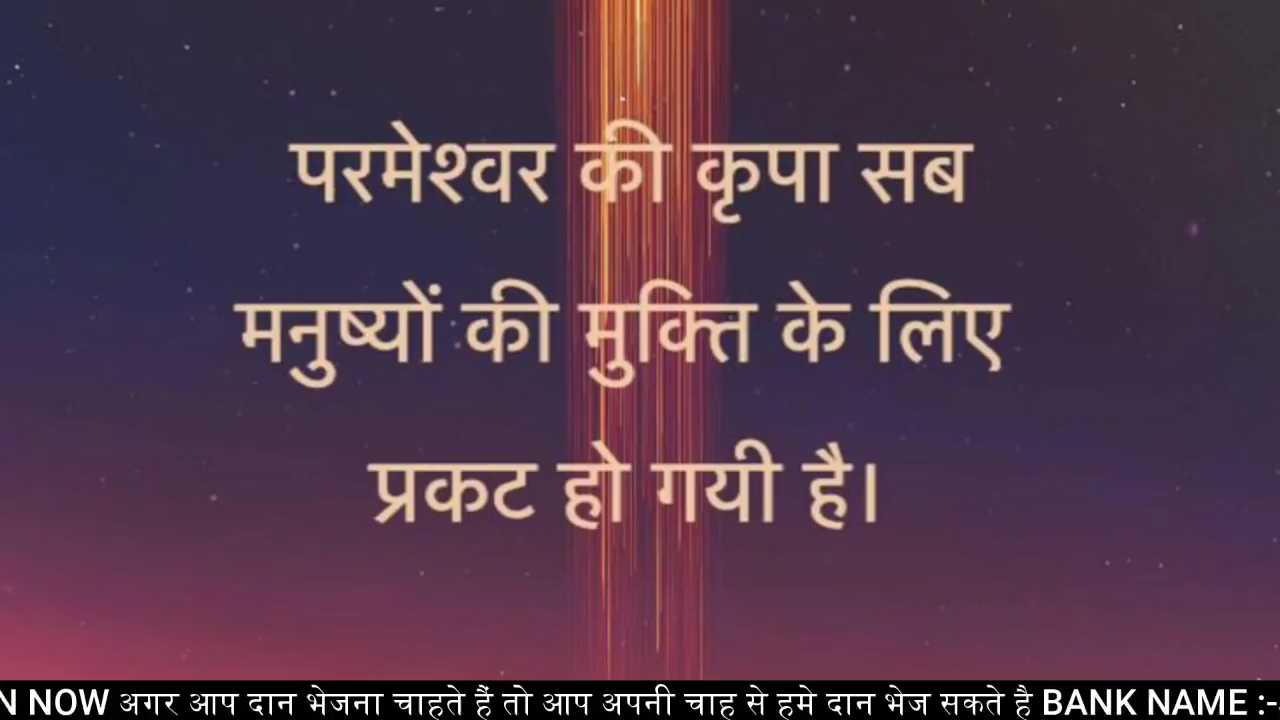 परमेश्वर की कृपा सब
मनुष्यों की मुक्ति के लिए
प्रकट हो गयी है।
N NOW अगर आप दान भेजना चाहते हैं तो आप अपनी चाह से हमे दान भेज सकते है BANK NAME :-